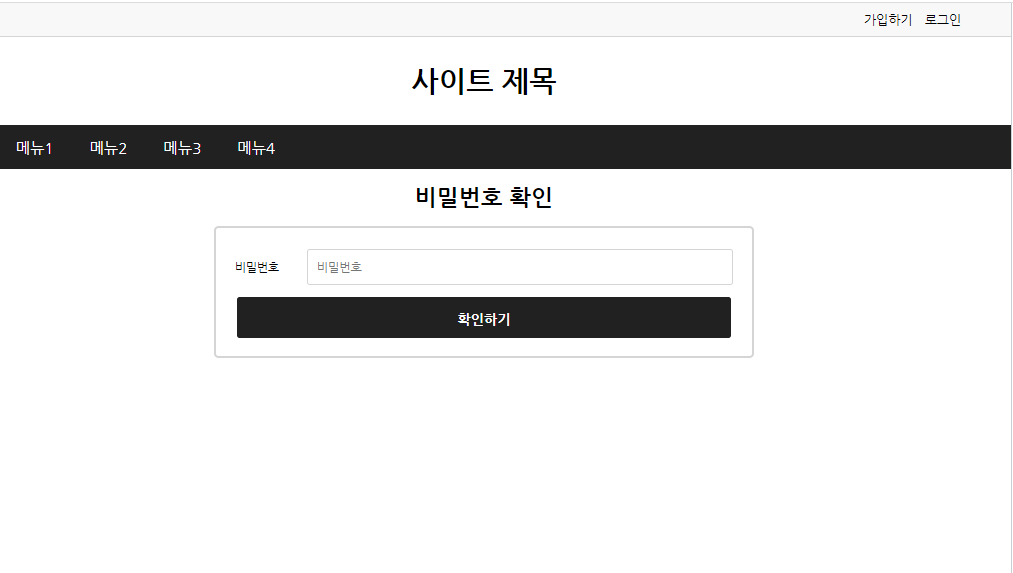 가입하기 로그인
사이트 제목
메뉴1 메뉴2 메뉴3 메뉴4
비밀번호 확인
비밀번호 비밀번호
확인하기